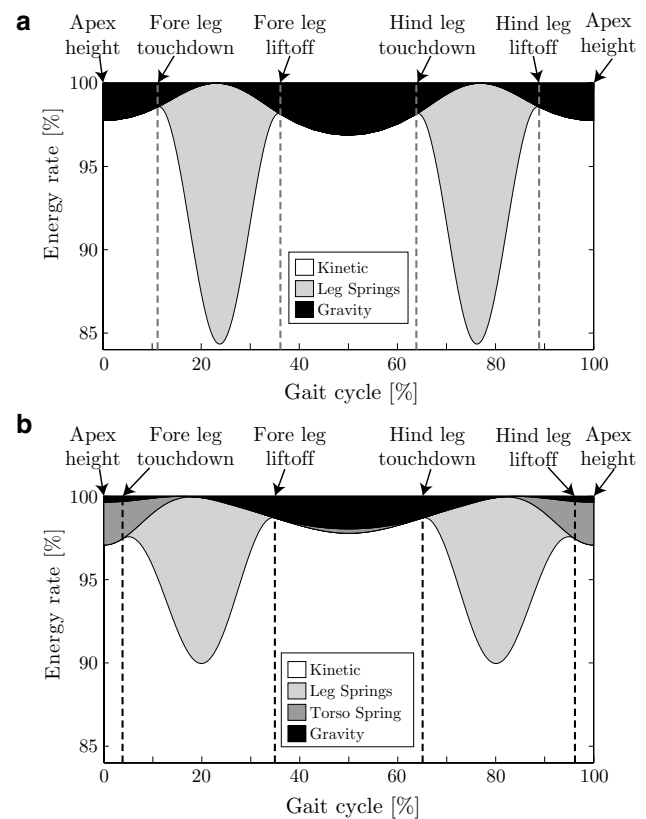 a
Apex
height
Fore leg
touchdown
Fore leg
liftoff
Hind leg
touchdown
Hind leg
liftoff
Apex
height
Energy rate [%]
100
95
90
85
Kinetic
Leg Springs
Gravity
0
20
40
60
80
100
Gait cycle [%]
b
Apex
height
Fore leg
touchdown
Fore leg
liftoff
Hind leg
touchdown
Hind leg
liftoff
Apex
height
Energy rate [%]
100
95
90
85
Kinetic
Leg Springs
Torso Spring
Gravity
0
20
40
60
80
100
Gait cycle [%]